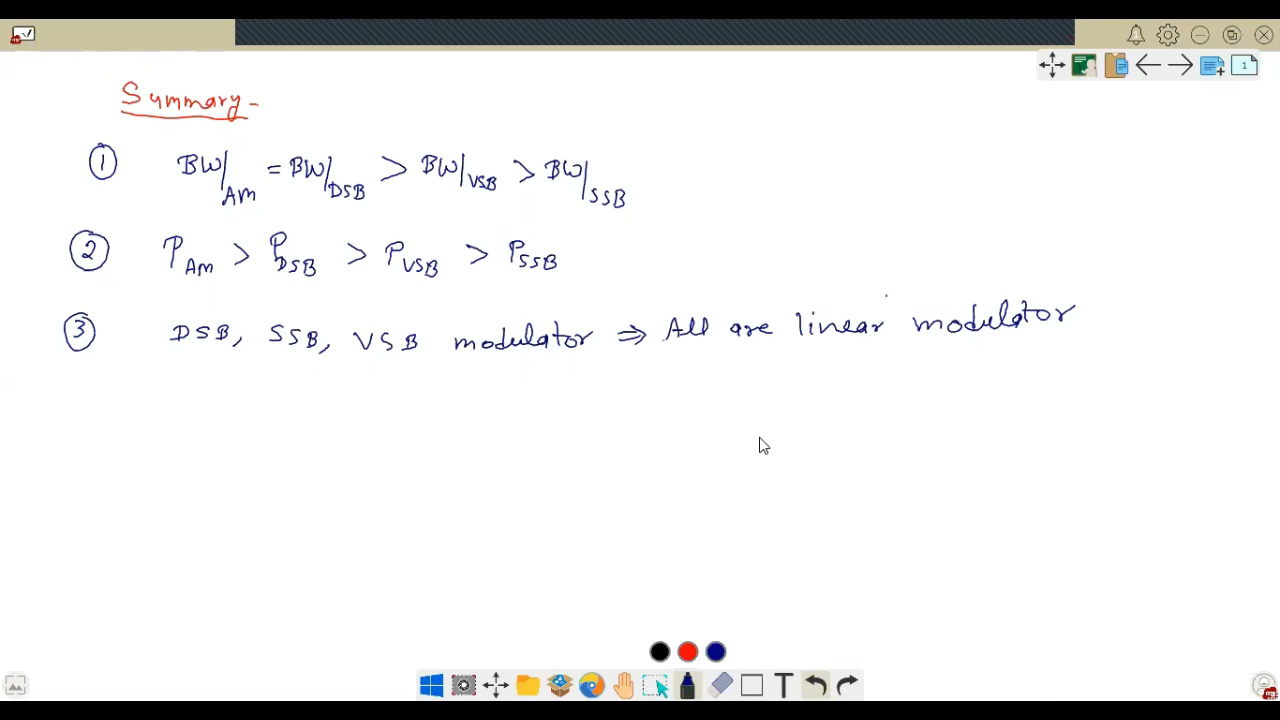 1
Summary -
① BW/AM = BW/DSB > BW/VSB > BW/SSB
② PAM > PDSB > PVSB > PSSB
③ DSB, SSB, VSB modulator ⇒ All are linear modulator
T